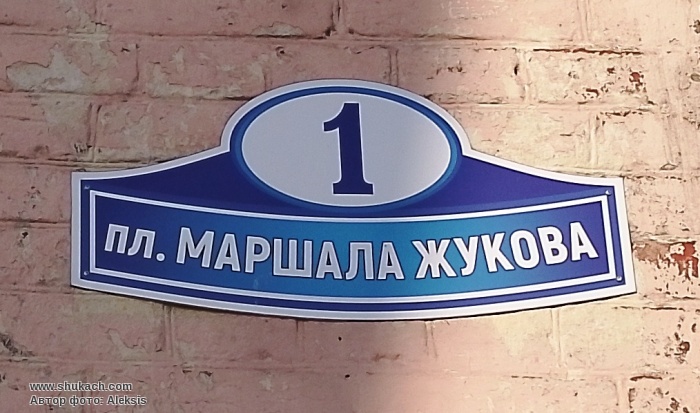 1
пл. МАРШАЛА ЖУКОВА
www.shukach.com
Автор фото: Aleksis